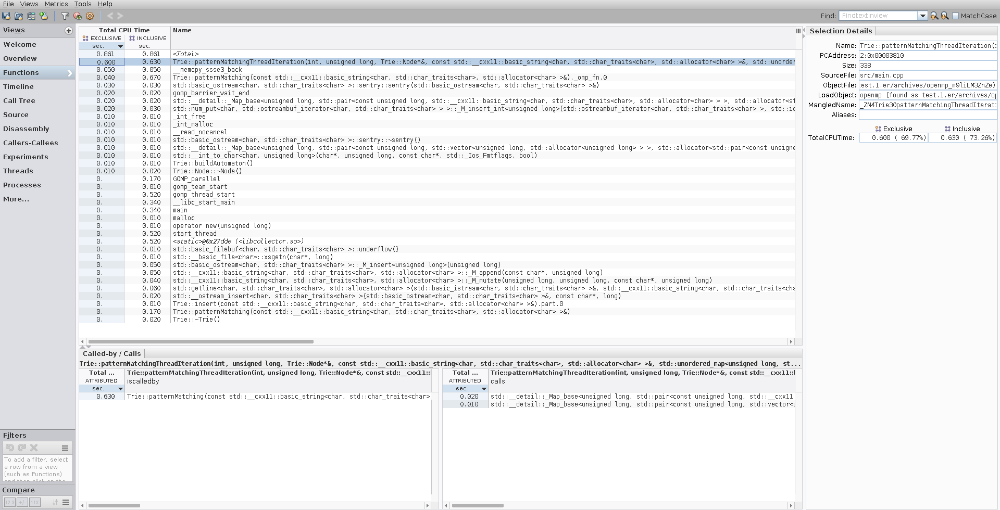 File Views Metrics Tools Help
Find: Findtextinview MatchCase
Views
Welcome
Overview
Functions
Timeline
Call Tree
Source
Disassembly
Callers-Callees
Experiments
Threads
Processes
More...
Filters
To add a filter, select
a row from a view
(such as Functions)
and then click on the
Compare
12.3 +/- 1.1X
Total CPU Time Name
EXCLUSIVE INCLUSIVE
sec. sec.
0.861 0.861 <Total>
0.600 0.630 Trie::patternMatchingThreadIteration(int, unsigned long, Trie::Node*&, const std::__cxx11::basic_string<char, std::char_traits<char>, std::allocator<char> >&, std::unorder
0.050 0.050 __memcpy_ssse3_back
0.040 0.670 Trie::patternMatching(const std::__cxx11::basic_string<char, std::char_traits<char>, std::allocator<char> >&)._omp_fn.0
0.030 0.030 std::basic_ostream<char, std::char_traits<char> >::sentry::sentry(std::basic_ostream<char, std::char_traits<char> >&)
0.020 0.020 gomp_barrier_wait_end
0.020 0.020 std::__detail::_Map_base<unsigned long, std::pair<const unsigned long, std::__cxx11::basic_string<char, std::char_traits<char>, std::allocator<char> > >, std::allocator<st
0.020 0.030 std::num_put<char, std::ostreambuf_iterator<char, std::char_traits<char> > >::_M_insert_int<unsigned long>(std::ostreambuf_iterator<char, std::char_traits<char> >, std::io
0.010 0.010 _int_free
0.010 0.010 _int_malloc
0.010 0.010 __read_nocancel
0.010 0.010 std::basic_ostream<char, std::char_traits<char> >::sentry::~sentry()
0.010 0.010 std::__detail::_Map_base<unsigned long, std::pair<const unsigned long, std::vector<unsigned long, std::allocator<unsigned long> > >, std::allocator<std::pair<const unsigne
0.010 0.010 std::__int_to_char<char, unsigned long>(char*, unsigned long, const char*, std::_Ios_Fmtflags, bool)
0.010 0.010 Trie::buildAutomaton()
0.010 0.020 Trie::Node::~Node()
0. 0.170 GOMP_parallel
0. 0.010 gomp_team_start
0. 0.520 gomp_thread_start
0. 0.340 __libc_start_main
0. 0.340 main
0. 0.010 malloc
0. 0.010 operator new(unsigned long)
0. 0.520 start_thread
0. 0.520 <static>@0x27dde (<libcollector.so>)
0. 0.010 std::basic_filebuf<char, std::char_traits<char> >::underflow()
0. 0.010 std::__basic_file<char>::xsgetn(char*, long)
0. 0.050 std::basic_ostream<char, std::char_traits<char> >::_M_insert<unsigned long>(unsigned long)
0. 0.050 std::__cxx11::basic_string<char, std::char_traits<char>, std::allocator<char> >::_M_append(const char*, unsigned long)
0. 0.040 std::__cxx11::basic_string<char, std::char_traits<char>, std::allocator<char> >::_M_mutate(unsigned long, unsigned long, const char*, unsigned long)
0. 0.060 std::getline<char, std::char_traits<char>, std::allocator<char> >(std::basic_istream<char, std::char_traits<char> >&, std::__cxx11::basic_string<char, std::char_traits<cha
0. 0.020 std::__ostream_insert<char, std::char_traits<char> >(std::basic_ostream<char, std::char_traits<char> >&, const char*, long)
0. 0.010 Trie::insert(const std::__cxx11::basic_string<char, std::char_traits<char>, std::allocator<char> >&).part.0
0. 0.170 Trie::patternMatching(const std::__cxx11::basic_string<char, std::char_traits<char>, std::allocator<char> >&)
0. 0.020 Trie::~Trie()
Called-by / Calls
Trie::patternMatchingThreadIteration(int, unsigned long, Trie::Node*&, const std::__cxx11::basic_string<char, std::char_traits<char>, std::allocator<char> >&, std::unordered_map<unsigned long, st...
Total ... Trie::patternMatchingThreadIteration(int, unsigned long, Trie::Node*&, const std::__cxx11::
ATTRIBUTED iscalledby
sec.
0.630 Trie::patternMatching(const std::__cxx11::basic_string<char, std::char_traits<char>,
Total ... Trie::patternMatchingThreadIteration(int, unsigned long, Trie::Node*&, const std::__cxx11::
ATTRIBUTED calls
sec.
0.020 std::__detail::_Map_base<unsigned long, std::pair<const unsigned long, std::__cxx11
0.010 std::__detail::_Map_base<unsigned long, std::pair<const unsigned long, std::vector<u
Selection Details
Name: Trie::patternMatchingThreadIteration(i
PCAddress: 2:0x00003810
Size: 338
SourceFile: src/main.cpp
ObjectFile: est.1.er/archives/openmp_m9liLM3ZnZe)
LoadObject: openmp (found as test.1.er/archives/op
MangledName: _ZN4Trie30patternMatchingThreadIterati
Aliases:
Exclusive Inclusive
TotalCPUTime: 0.600 ( 69.77%) 0.630 ( 73.26%)